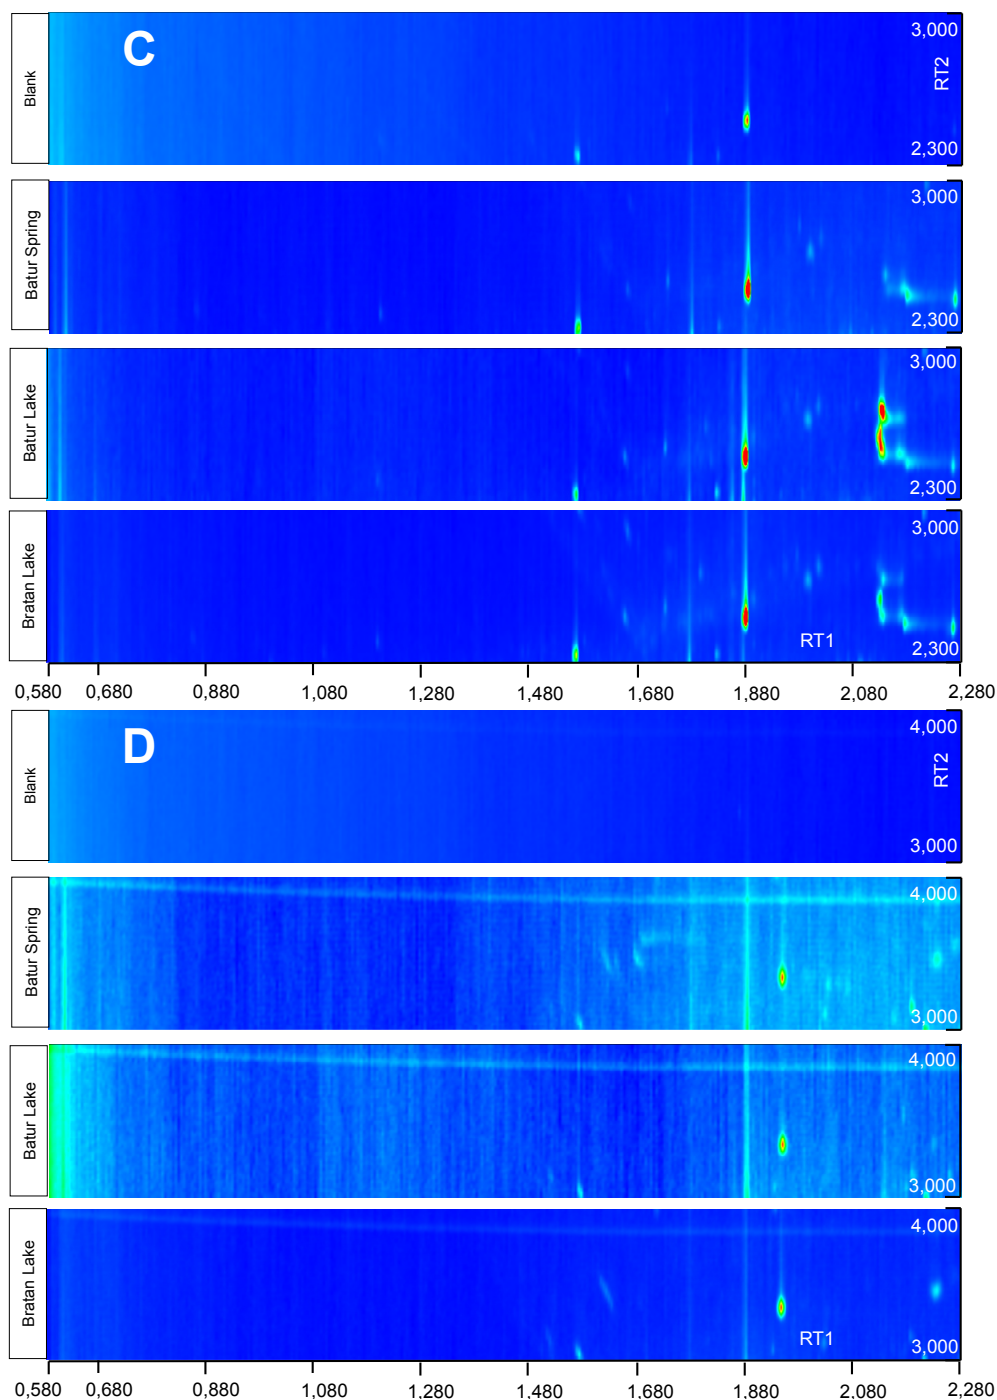 C
Blank
3,000
RT2
2,300
Batur Spring
3,000
2,300
Batur Lake
3,000
2,300
Bratan Lake
3,000
RT1
2,300
0,580 0,680 0,880 1,080 1,280 1,480 1,680 1,880 2,080 2,280
D
Blank
4,000
RT2
3,000
Batur Spring
4,000
3,000
Batur Lake
4,000
3,000
Bratan Lake
4,000
RT1
3,000
0,580 0,680 0,880 1,080 1,280 1,480 1,680 1,880 2,080 2,280